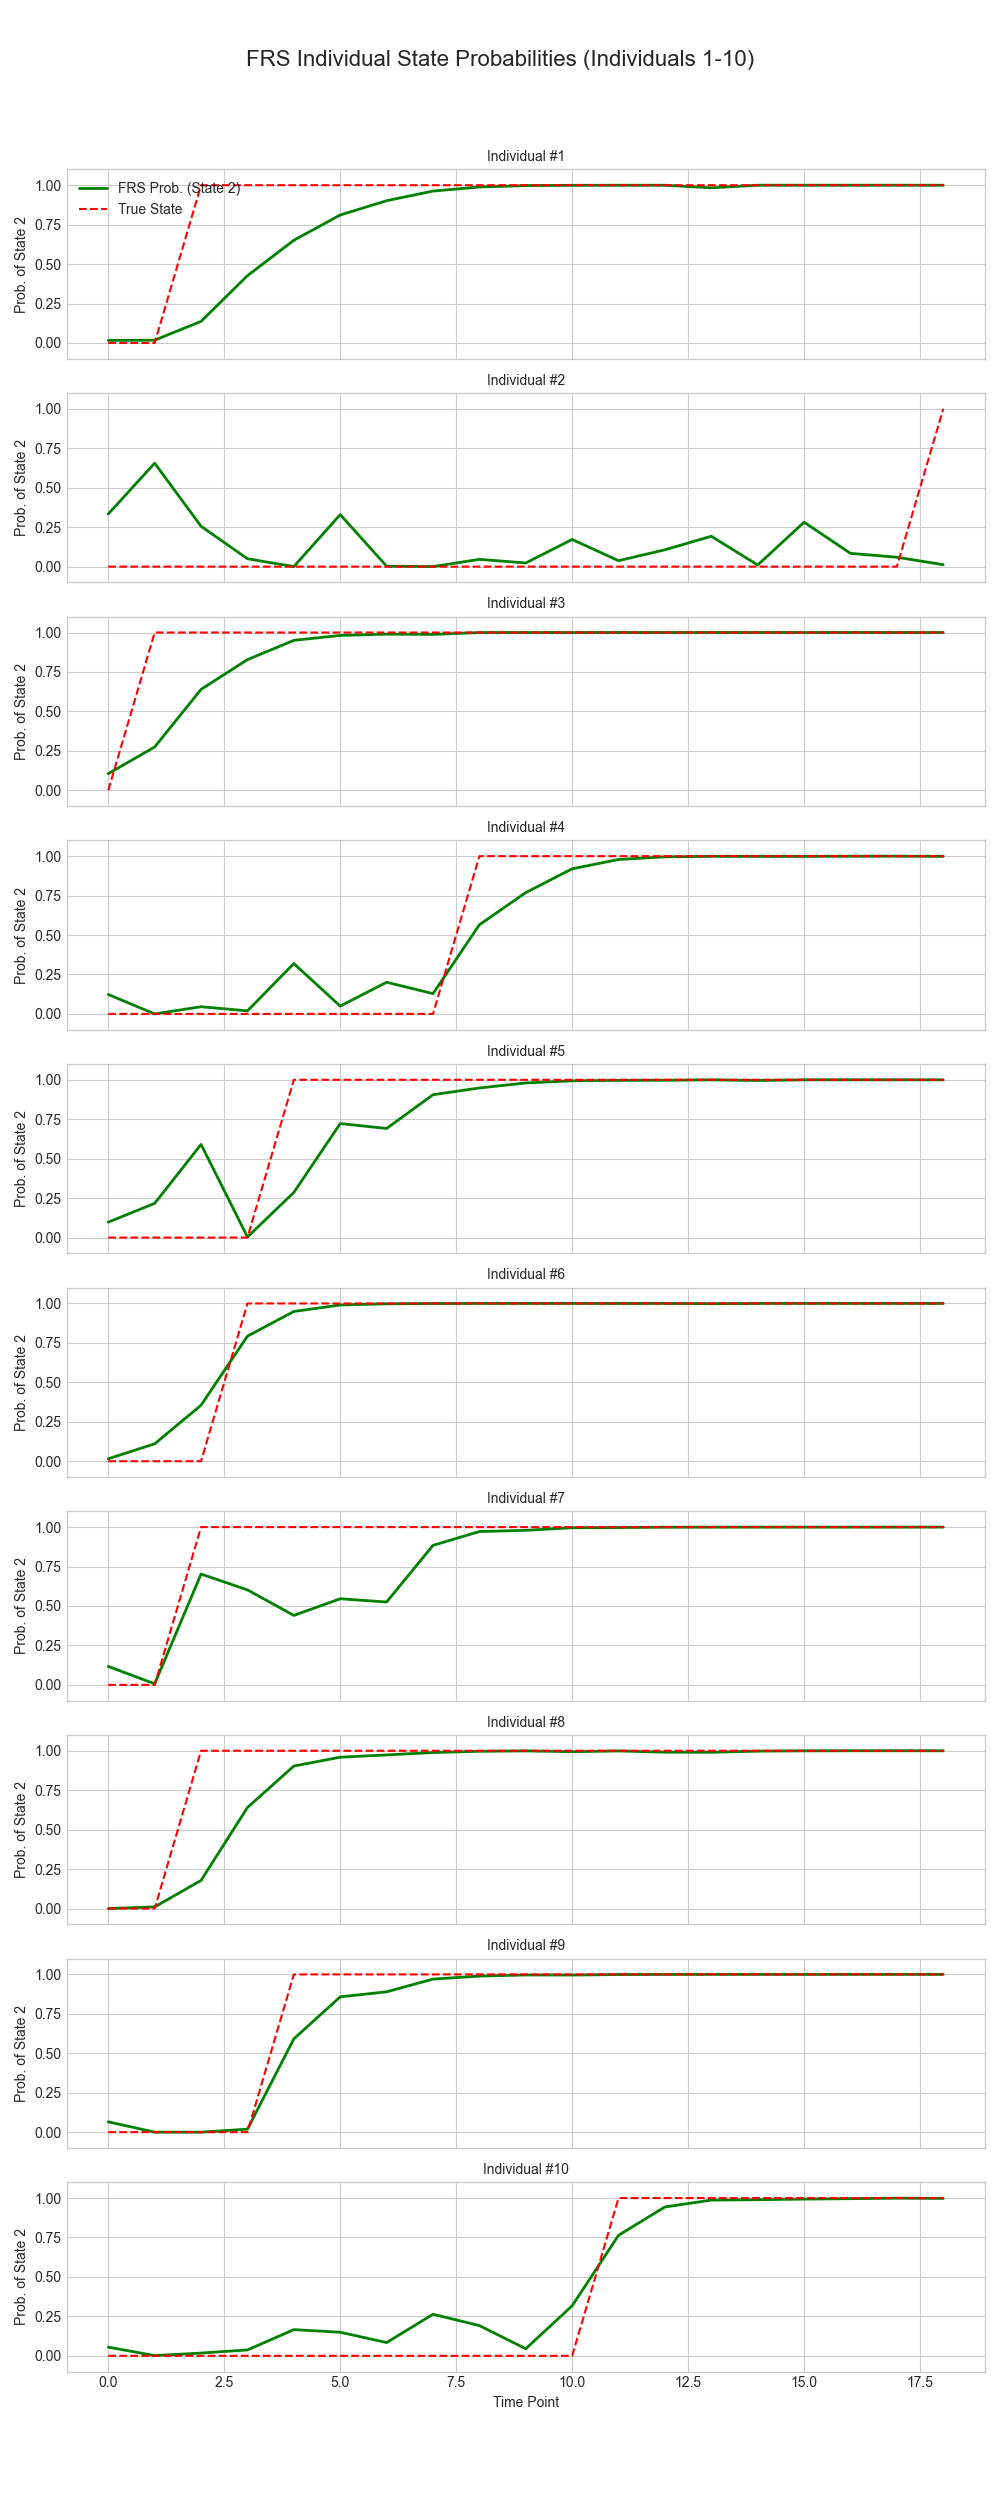 FRS Individual State Probabilities (Individuals 1-10)
Individual #1
FRS Prob. (State 2)
True State
Prob. of State 2
1.00
0.75
0.50
0.25
0.00
Individual #2
Prob. of State 2
1.00
0.75
0.50
0.25
0.00
Individual #3
Prob. of State 2
1.00
0.75
0.50
0.25
0.00
Individual #4
Prob. of State 2
1.00
0.75
0.50
0.25
0.00
Individual #5
Prob. of State 2
1.00
0.75
0.50
0.25
0.00
Individual #6
Prob. of State 2
1.00
0.75
0.50
0.25
0.00
Individual #7
Prob. of State 2
1.00
0.75
0.50
0.25
0.00
Individual #8
Prob. of State 2
1.00
0.75
0.50
0.25
0.00
Individual #9
Prob. of State 2
1.00
0.75
0.50
0.25
0.00
Individual #10
Prob. of State 2
1.00
0.75
0.50
0.25
0.00
0.0 2.5 5.0 7.5 10.0 12.5 15.0 17.5
Time Point